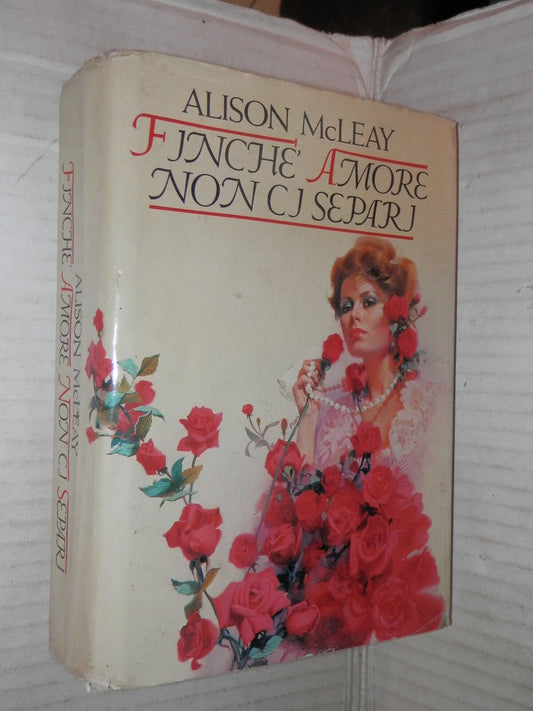 ALISON McLEAY
FINCHE' AMORE
NON CI SEPARI
ALISON McLEAY
FINCHE' AMORE NON CI SEPARI